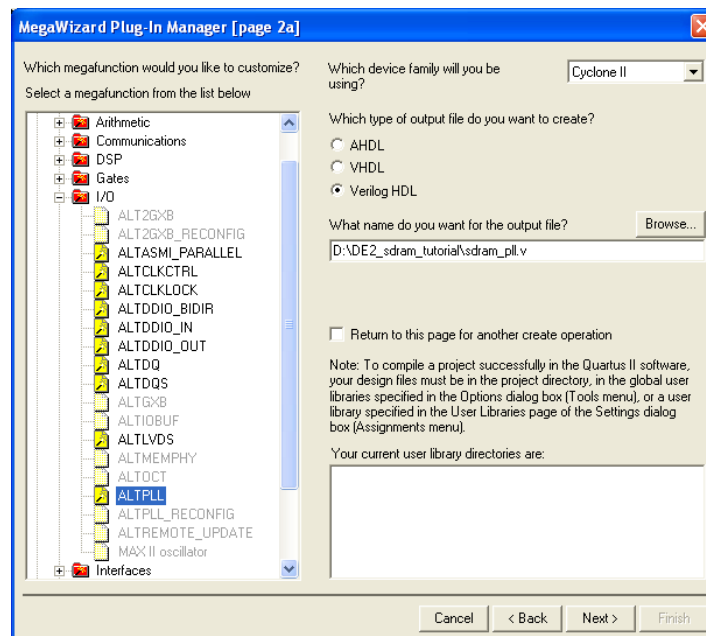 MegaWizard Plug-In Manager [page 2a]
Which megafunction would you like to customize?
Select a megafunction from the list below
Arithmetic
Communications
DSP
Gates
I/O
ALT2GXB
ALT2GXB_RECONFIG
ALTASMI_PARALLEL
ALTCLKCTRL
ALTCLKLOCK
ALTDDIO_BIDIR
ALTDDIO_IN
ALTDDIO_OUT
ALTDQ
ALTDQS
ALTGXB
ALTIOBUF
ALTLVDS
ALTMEMPHY
ALTOCT
ALTPLL
ALTPLL_RECONFIG
ALTREMOTE_UPDATE
MAX II oscillator
Interfaces
Which device family will you be
using?
Cyclone II
Which type of output file do you want to create?
AHDL
VHDL
Verilog HDL
What name do you want for the output file?
Browse...
D:\DE2_sdram_tutorial\sdram_pll.v
Return to this page for another create operation
Note: To compile a project successfully in the Quartus II software,
your design files must be in the project directory, in the global user
libraries specified in the Options dialog box (Tools menu), or a user
library specified in the User Libraries page of the Settings dialog
box (Assignments menu).
Your current user library directories are:
Cancel
< Back
Next >
Finish